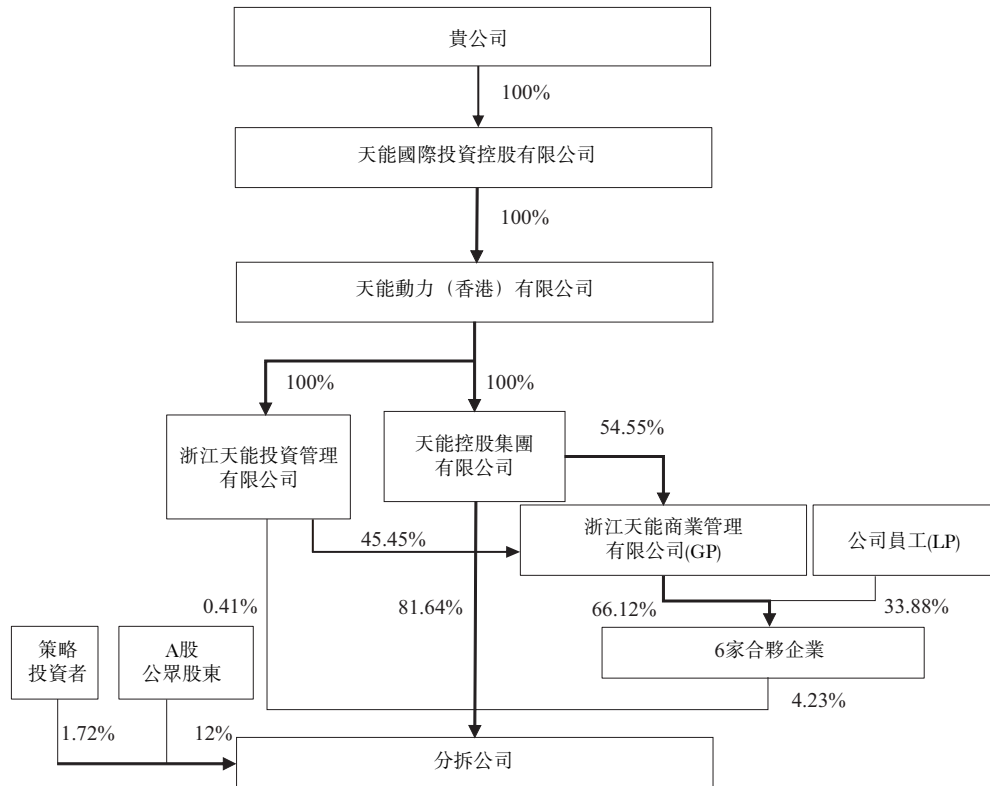 貴公司
100%
天能國際投資控股有限公司
100%
天能動力（香港）有限公司
100%
100%
浙江天能投資管理
有限公司
天能控股集團
有限公司
54.55%
浙江天能商業管理
有限公司(GP)
公司員工(LP)
45.45%
0.41%
81.64%
66.12%
33.88%
策略
投資者
A股
公眾股東
6家合夥企業
4.23%
1.72%
12%
分拆公司